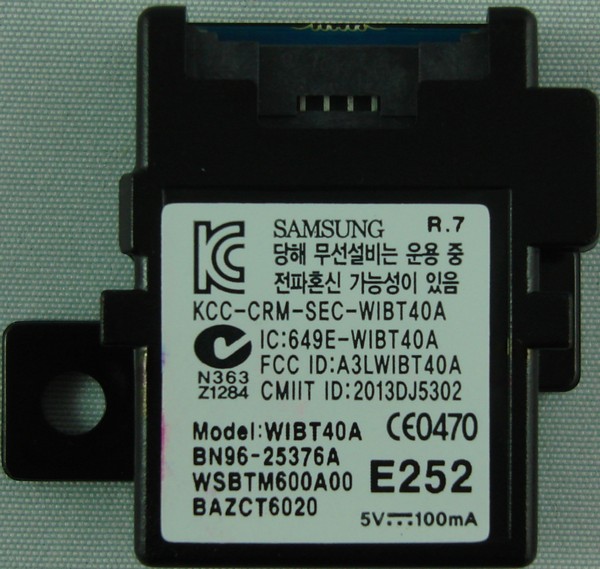 SAMSUNG R.7
당해 무선설비는 운용 중
전파혼신 가능성이 있음
KCC-CRM-SEC-WIBT40A
IC:649E-WIBT40A
FCC ID:A3LWIBT40A
N363
Z1284
CMIIT ID:2013DJ5302
Model:WIBT40A CE0470
BN96-25376A
WSBTM600A00 E252
BAZCT6020
5V⎓100mA